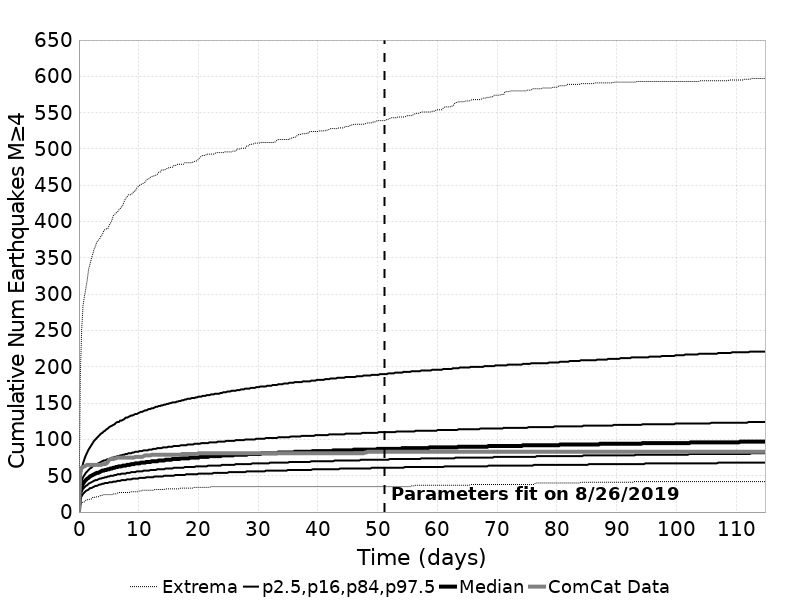 Cumulative Num Earthquakes M≥4
650
600
550
500
450
400
350
300
250
200
150
100
50
0
Parameters fit on 8/26/2019
0 10 20 30 40 50 60 70 80 90 100 110
Time (days)
Extrema p2.5,p16,p84,p97.5 Median ComCat Data